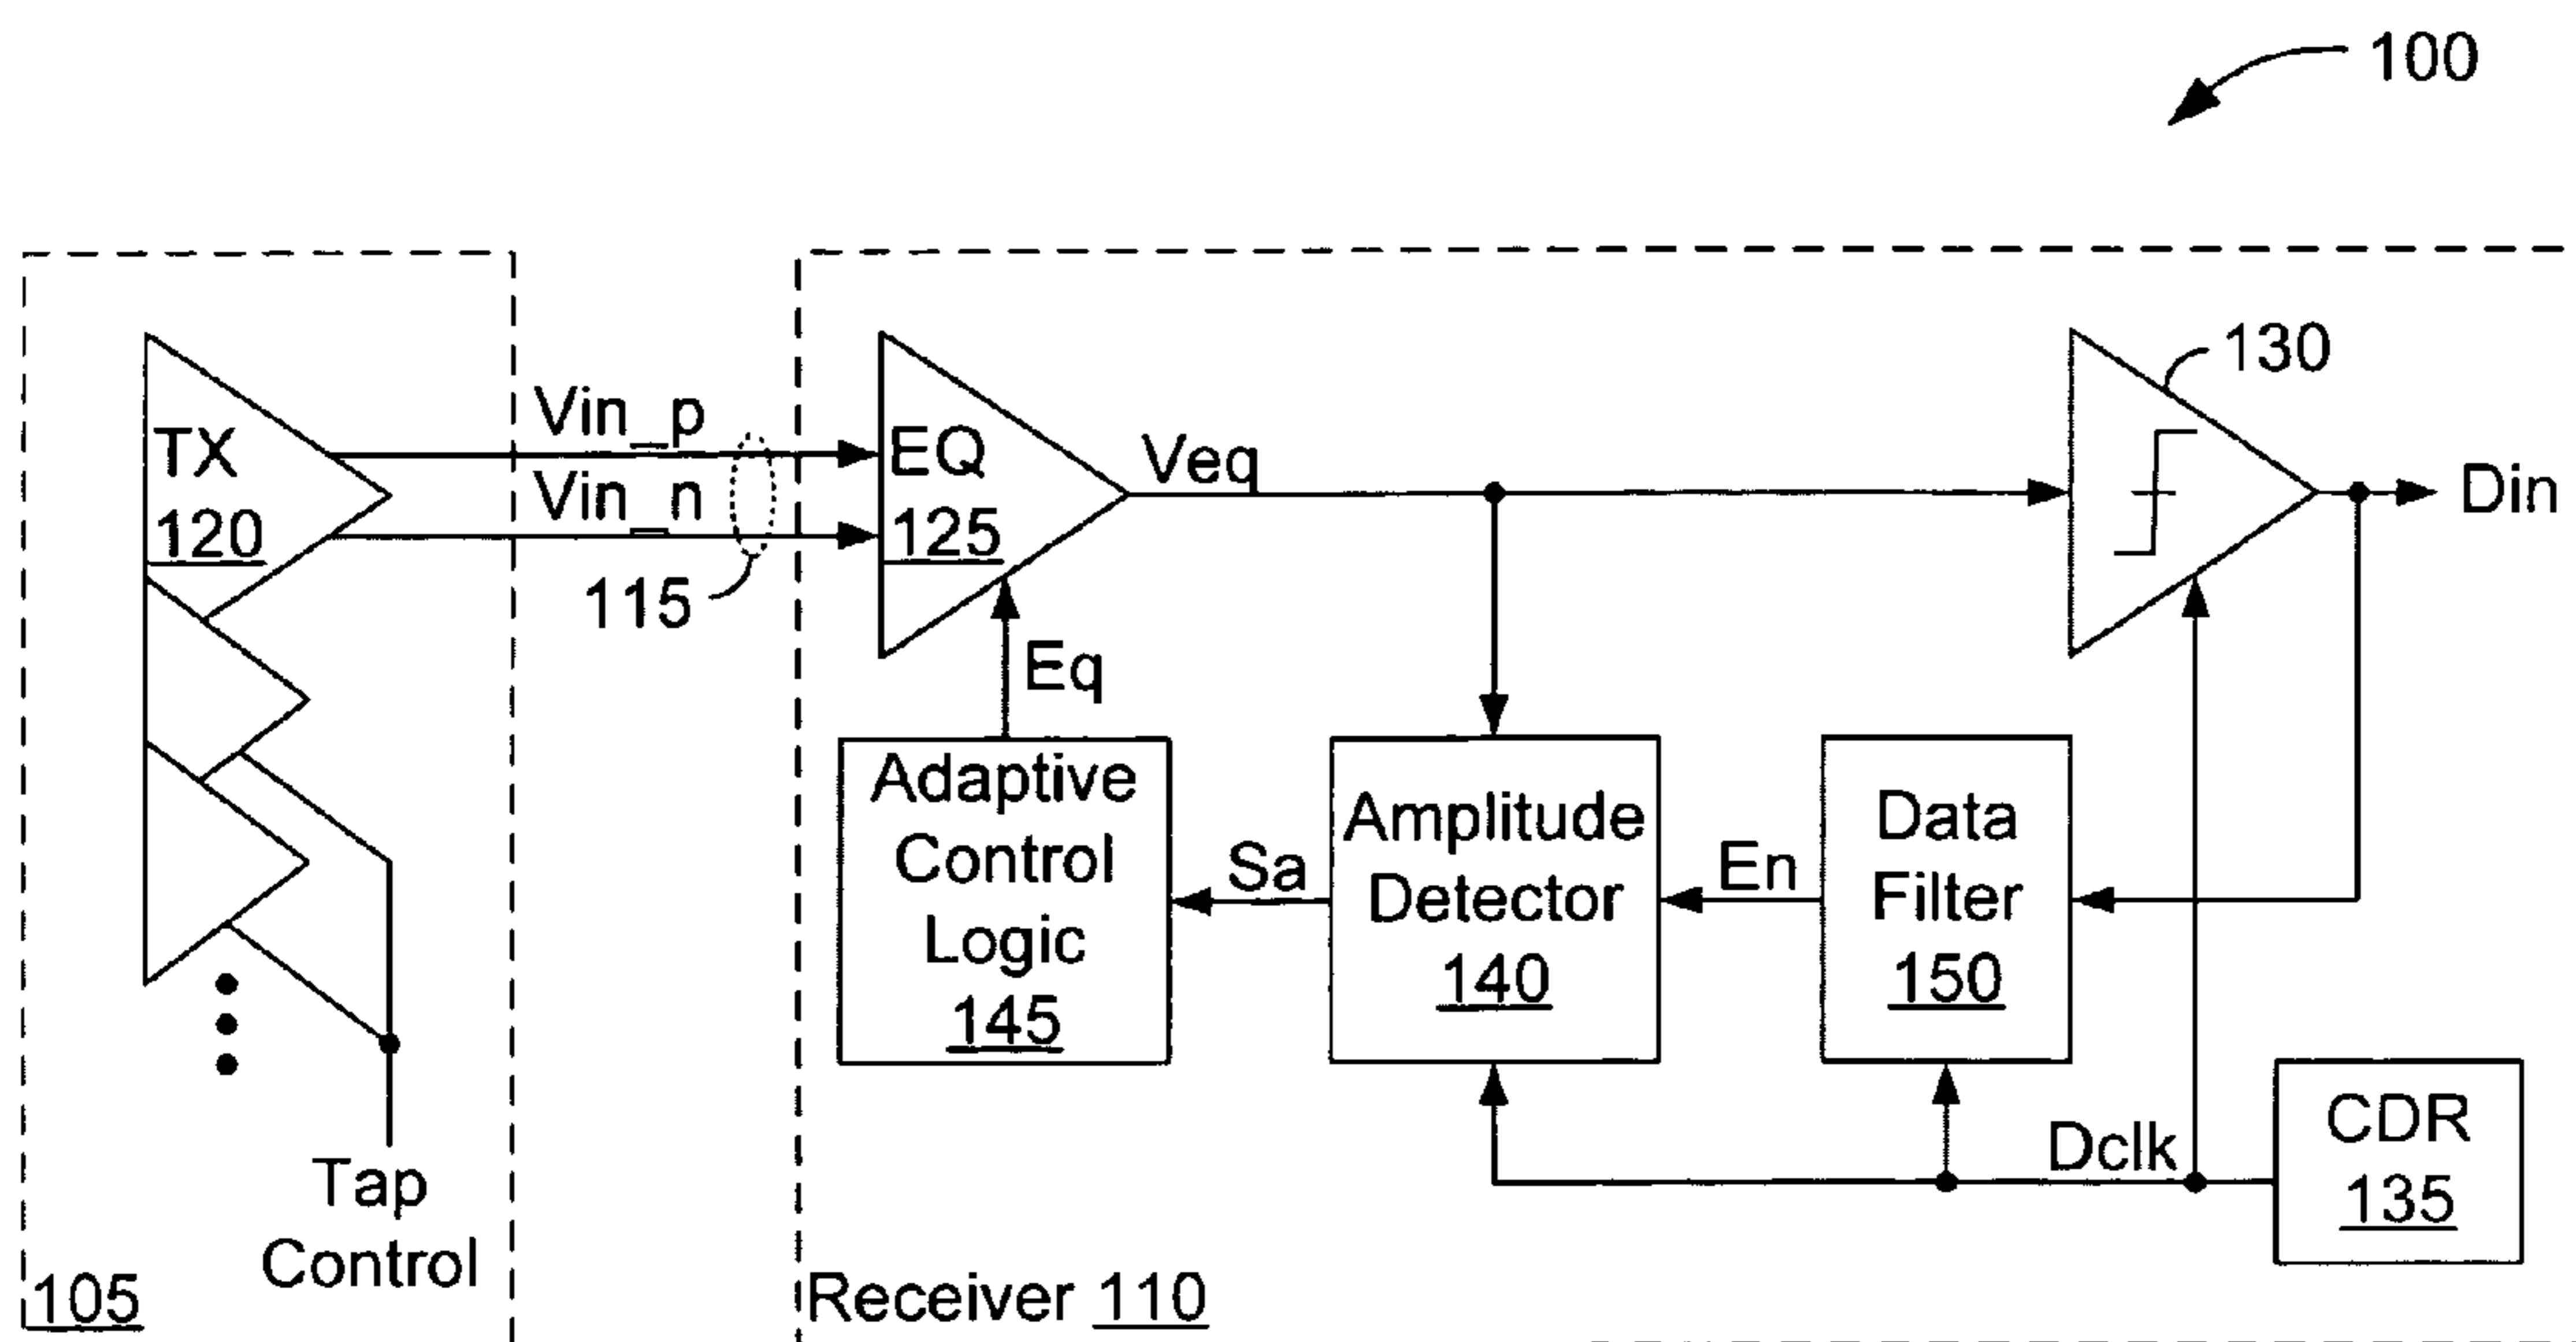 100
130
Vin_p
TX
120
Vin_n
115
EQ
125
Veq
Din
Eq
Adaptive
Control
Logic
145
Sa
Amplitude
Detector
140
En
Data
Filter
150
Dclk
CDR
135
Tap
Control
105
Receiver 110